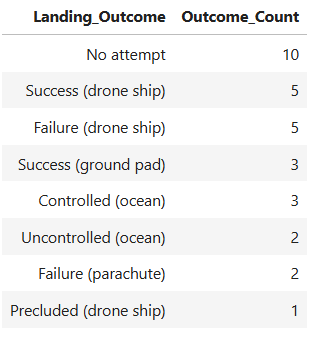 Landing_Outcome Outcome_Count
No attempt 10
Success (drone ship) 5
Failure (drone ship) 5
Success (ground pad) 3
Controlled (ocean) 3
Uncontrolled (ocean) 2
Failure (parachute) 2
Precluded (drone ship) 1